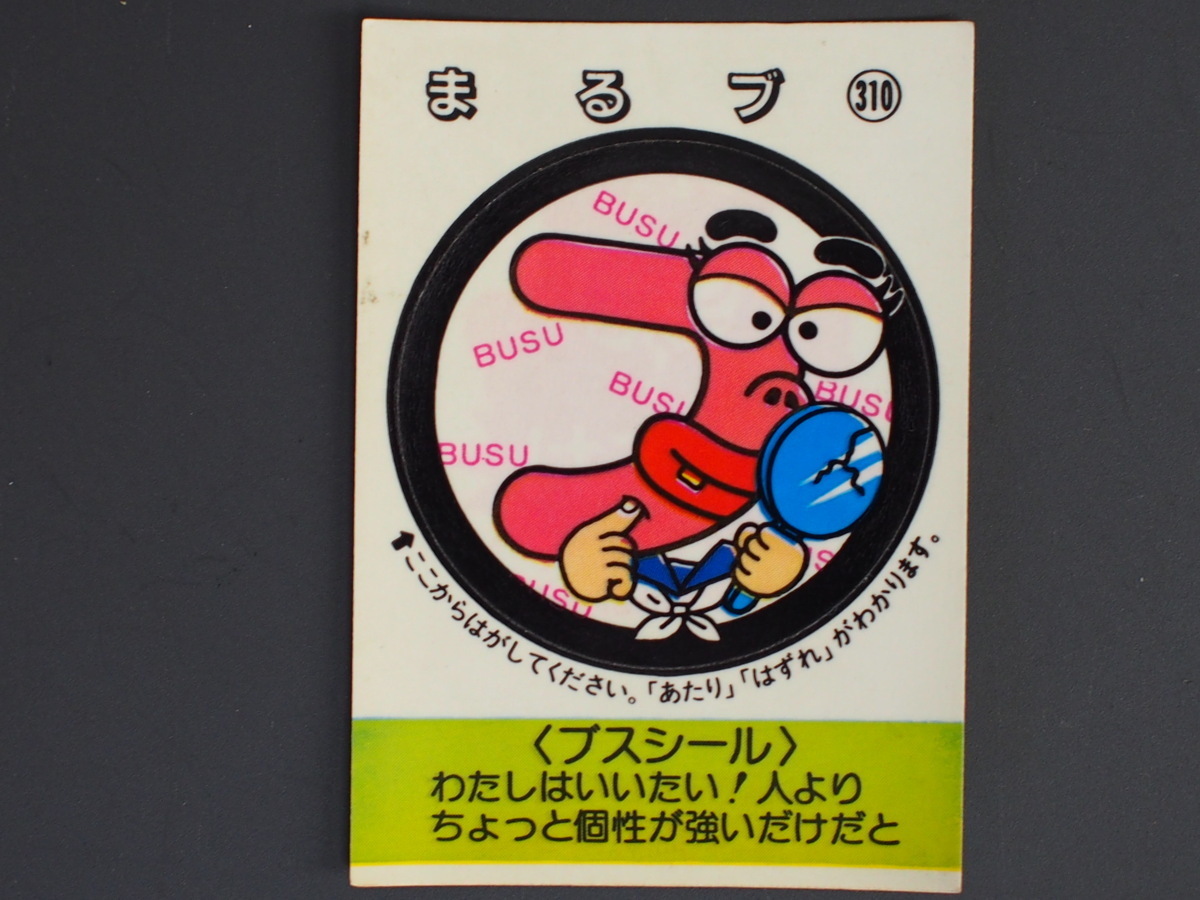 まるブ 310
BUSU
BUSU
BUSU
BUSU
BUSU
BUSU
ここからはがしてください。「あたり」「はずれ」がわかります。
〈ブスシール〉
わたしはいいたい!人より
ちょっと個性が強いだけだと